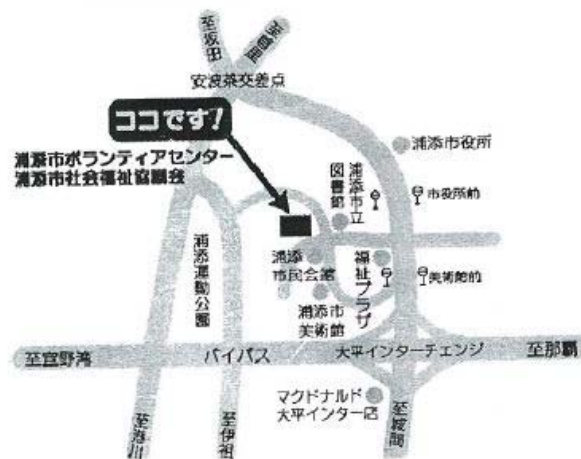 至坂田
安波茶交差点
ココです!
浦添市ボランティアセンター
浦添市社会福祉協議会
浦添市役所
浦添市立
図書館
市役所前
浦添運動公園
浦添
市民会館
福祉プラザ
美術館前
浦添市
美術館
至宜野湾
バイパス
大平インターチェンジ
至那覇
マクドナルド
大平インター店
至港川
至伊祖
至城間